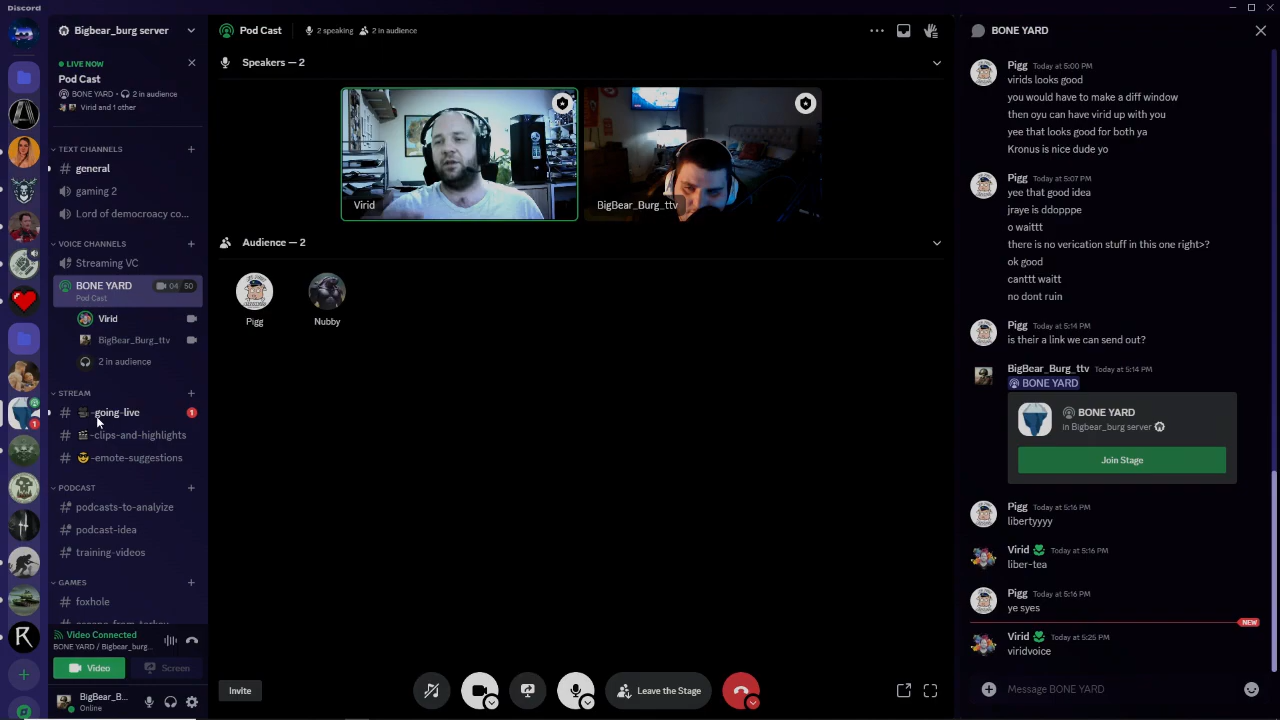 Discord
Bigbear_burg server
LIVE NOW
Pod Cast
BONE YARD • 2 in audience
Virid and 1 other
TEXT CHANNELS
general
gaming 2
Lord of democroacy co...
VOICE CHANNELS
Streaming VC
BONE YARD
04 50
Pod Cast
Virid
BigBear_Burg_ttv
2 in audience
STREAM
-going-live
1
-clips-and-highlights
-emote-suggestions
PODCAST
podcasts-to-analyize
podcast-idea
training-videos
GAMES
foxhole
Video Connected
BONE YARD / Bigbear_burg...
Video
Screen
BigBear_B...
Online
Pod Cast
2 speaking
2 in audience
Speakers — 2
Virid
BigBear_Burg_ttv
Audience — 2
Pigg
Nubby
Invite
Leave the Stage
BONE YARD
Pigg Today at 5:00 PM
virids looks good
you would have to make a diff window
then oyu can have virid up with you
yee that looks good for both ya
Kronus is nice dude yo
Pigg Today at 5:07 PM
yee that good idea
jraye is ddopppe
o waittt
there is no verication stuff in this one right>?
ok good
canttt waitt
no dont ruin
Pigg Today at 5:14 PM
is their a link we can send out?
BigBear_Burg_ttv Today at 5:14 PM
BONE YARD
BONE YARD
in Bigbear_burg server
Join Stage
Pigg Today at 5:16 PM
libertyyyy
Virid Today at 5:16 PM
liber-tea
Pigg Today at 5:16 PM
ye syes
NEW
Virid Today at 5:25 PM
viridvoice
Message BONE YARD